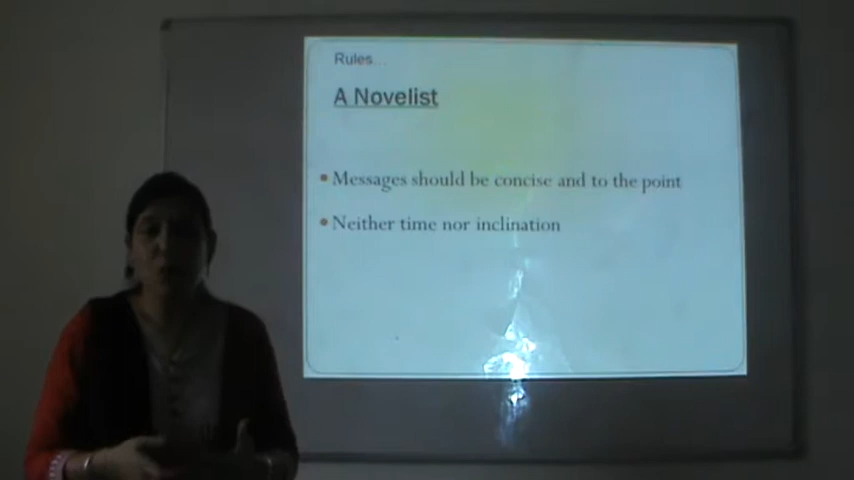 Rules...
A Novelist
Messages should be concise and to the point
Neither time nor inclination